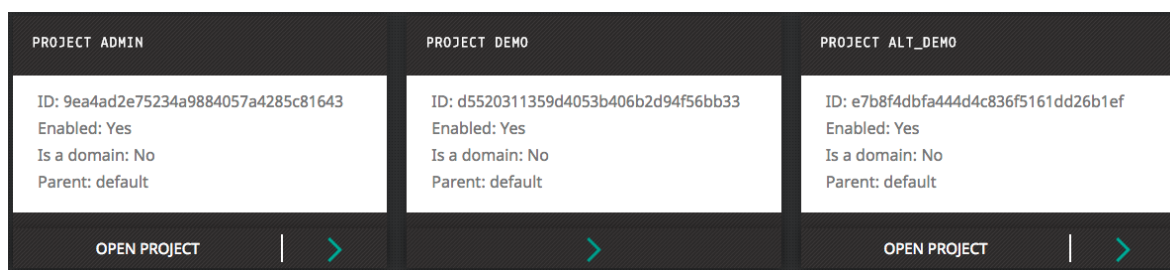 PROJECT ADMIN
ID: 9ea4ad2e75234a9884057a4285c81643
Enabled: Yes
Is a domain: No
Parent: default
OPEN PROJECT
PROJECT DEMO
ID: d5520311359d4053b406b2d94f56bb33
Enabled: Yes
Is a domain: No
Parent: default
PROJECT ALT_DEMO
ID: e7b8f4dbfa444d4c836f5161dd26b1ef
Enabled: Yes
Is a domain: No
Parent: default
OPEN PROJECT